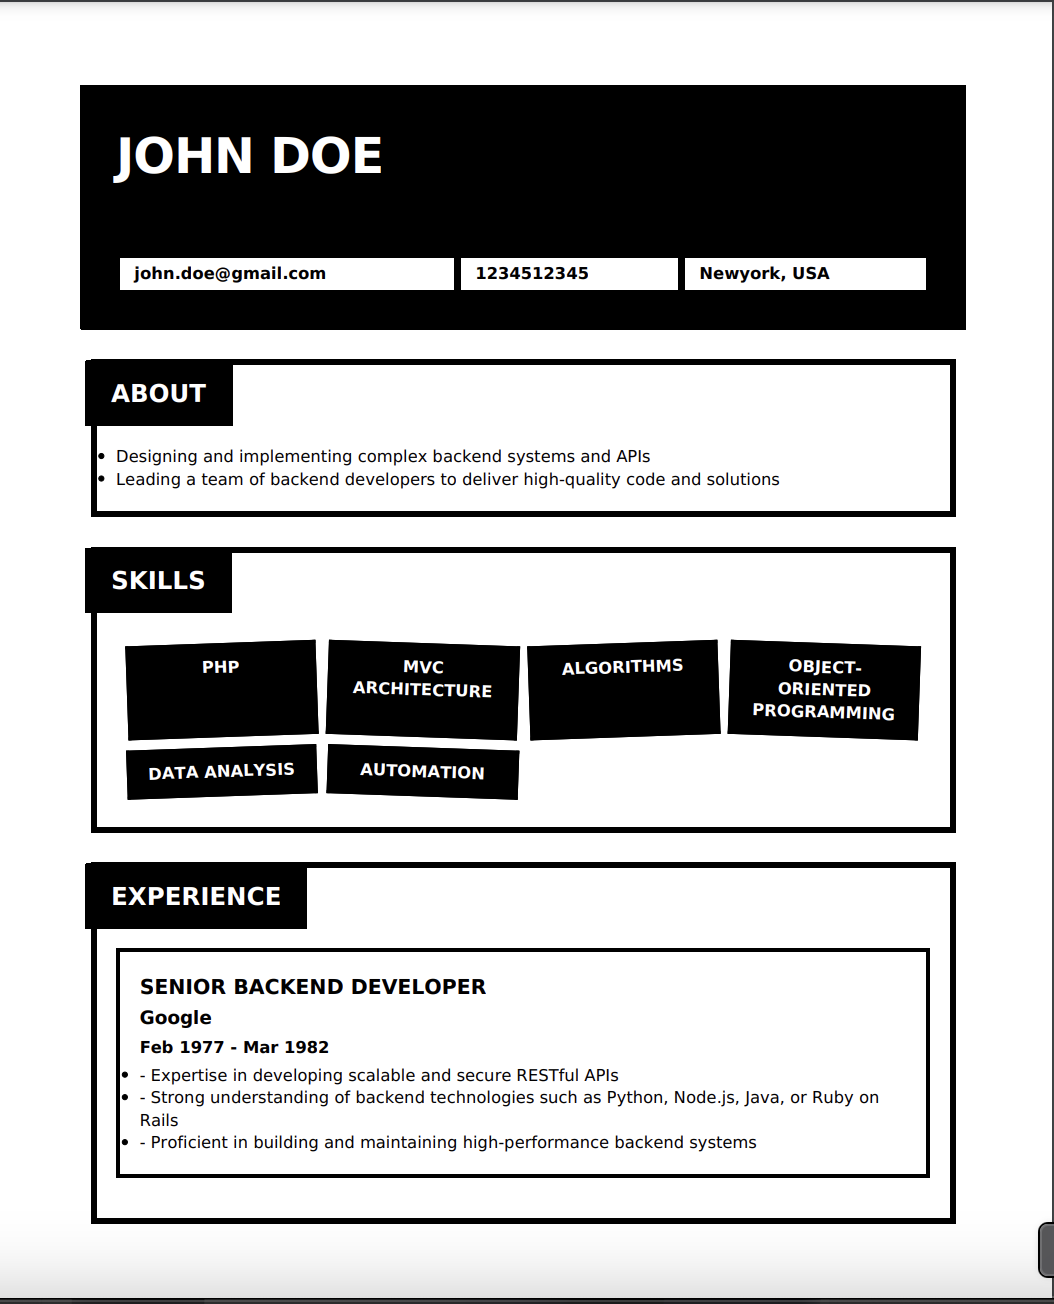 JOHN DOE
john.doe@gmail.com 1234512345 Newyork, USA
ABOUT
• Designing and implementing complex backend systems and APIs
• Leading a team of backend developers to deliver high-quality code and solutions
SKILLS
PHP
MVC
ARCHITECTURE
ALGORITHMS
OBJECT-
ORIENTED
PROGRAMMING
DATA ANALYSIS
AUTOMATION
EXPERIENCE
SENIOR BACKEND DEVELOPER
Google
Feb 1977 - Mar 1982
• - Expertise in developing scalable and secure RESTful APIs
• - Strong understanding of backend technologies such as Python, Node.js, Java, or Ruby on
Rails
• - Proficient in building and maintaining high-performance backend systems